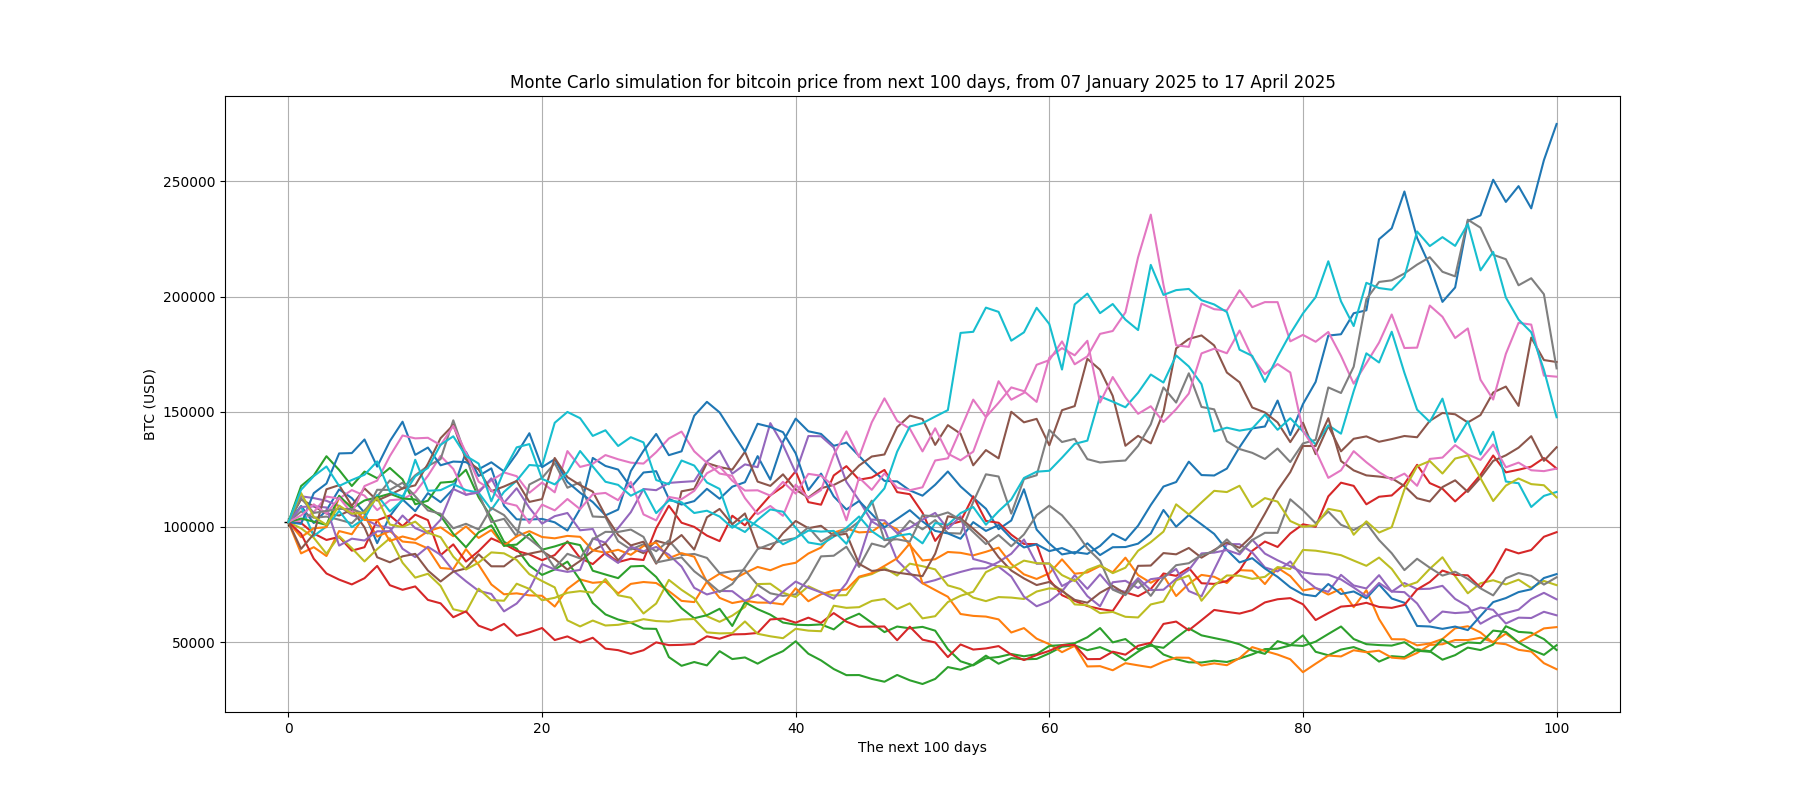 Monte Carlo simulation for bitcoin price from next 100 days, from 07 January 2025 to 17 April 2025
250000
200000
150000
100000
50000
BTC (USD)
0 20 40 60 80 100
The next 100 days